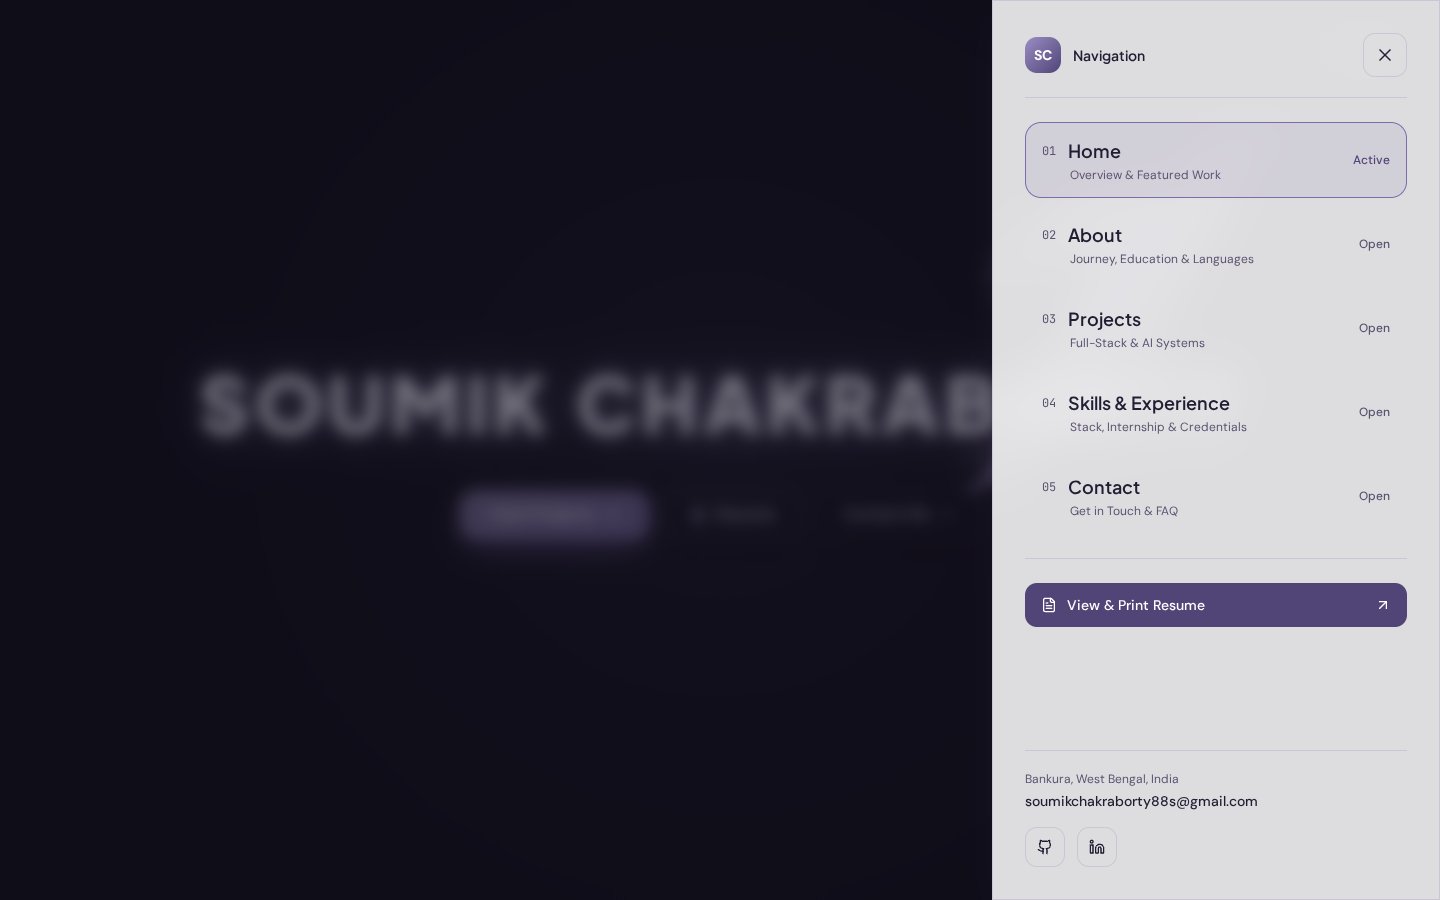 SC Navigation
01 Home
Overview & Featured Work
Active
02 About
Journey, Education & Languages
Open
03 Projects
Full-Stack & AI Systems
Open
SOUMIK CHAKRAB
04 Skills & Experience
Stack, Internship & Credentials
Open
05 Contact
Get in Touch & FAQ
Open
View & Print Resume
Bankura, West Bengal, India
soumikchakraborty88s@gmail.com